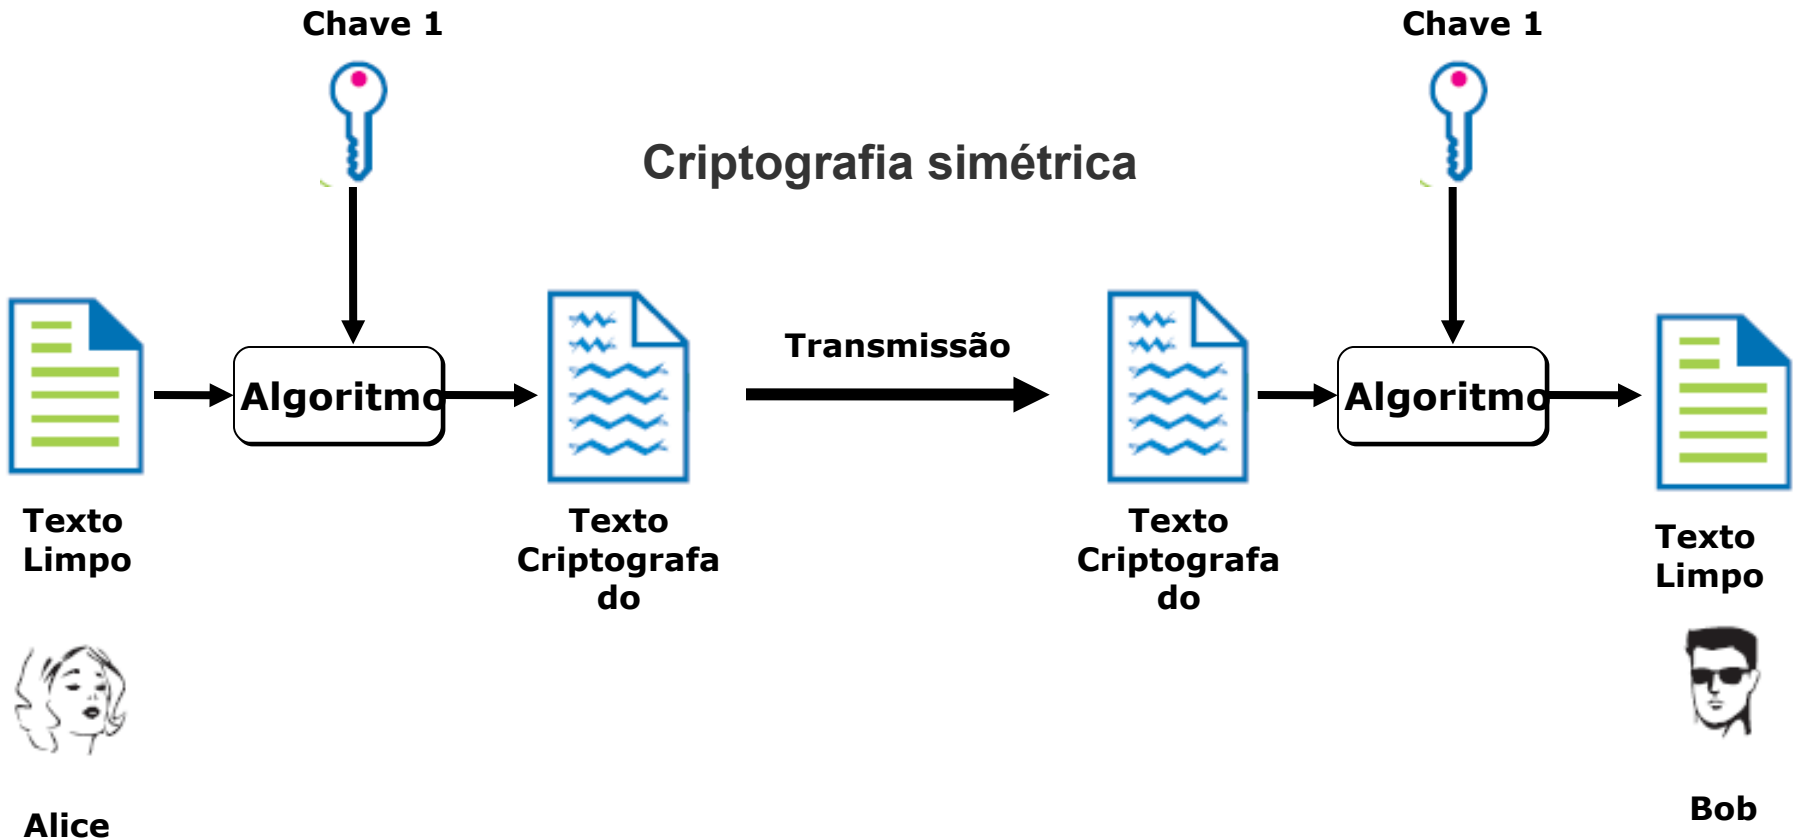 Chave 1
Chave 1
Criptografia simétrica
Transmissão
Algoritmo
Algoritmo
Texto
Limpo
Texto
Criptografa
do
Texto
Criptografa
do
Texto
Limpo
Alice
Bob